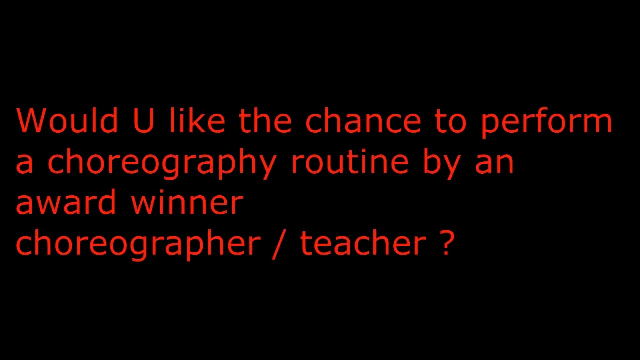 Would U like the chance to perform
a choreography routine by an
award winner
choreographer / teacher ?